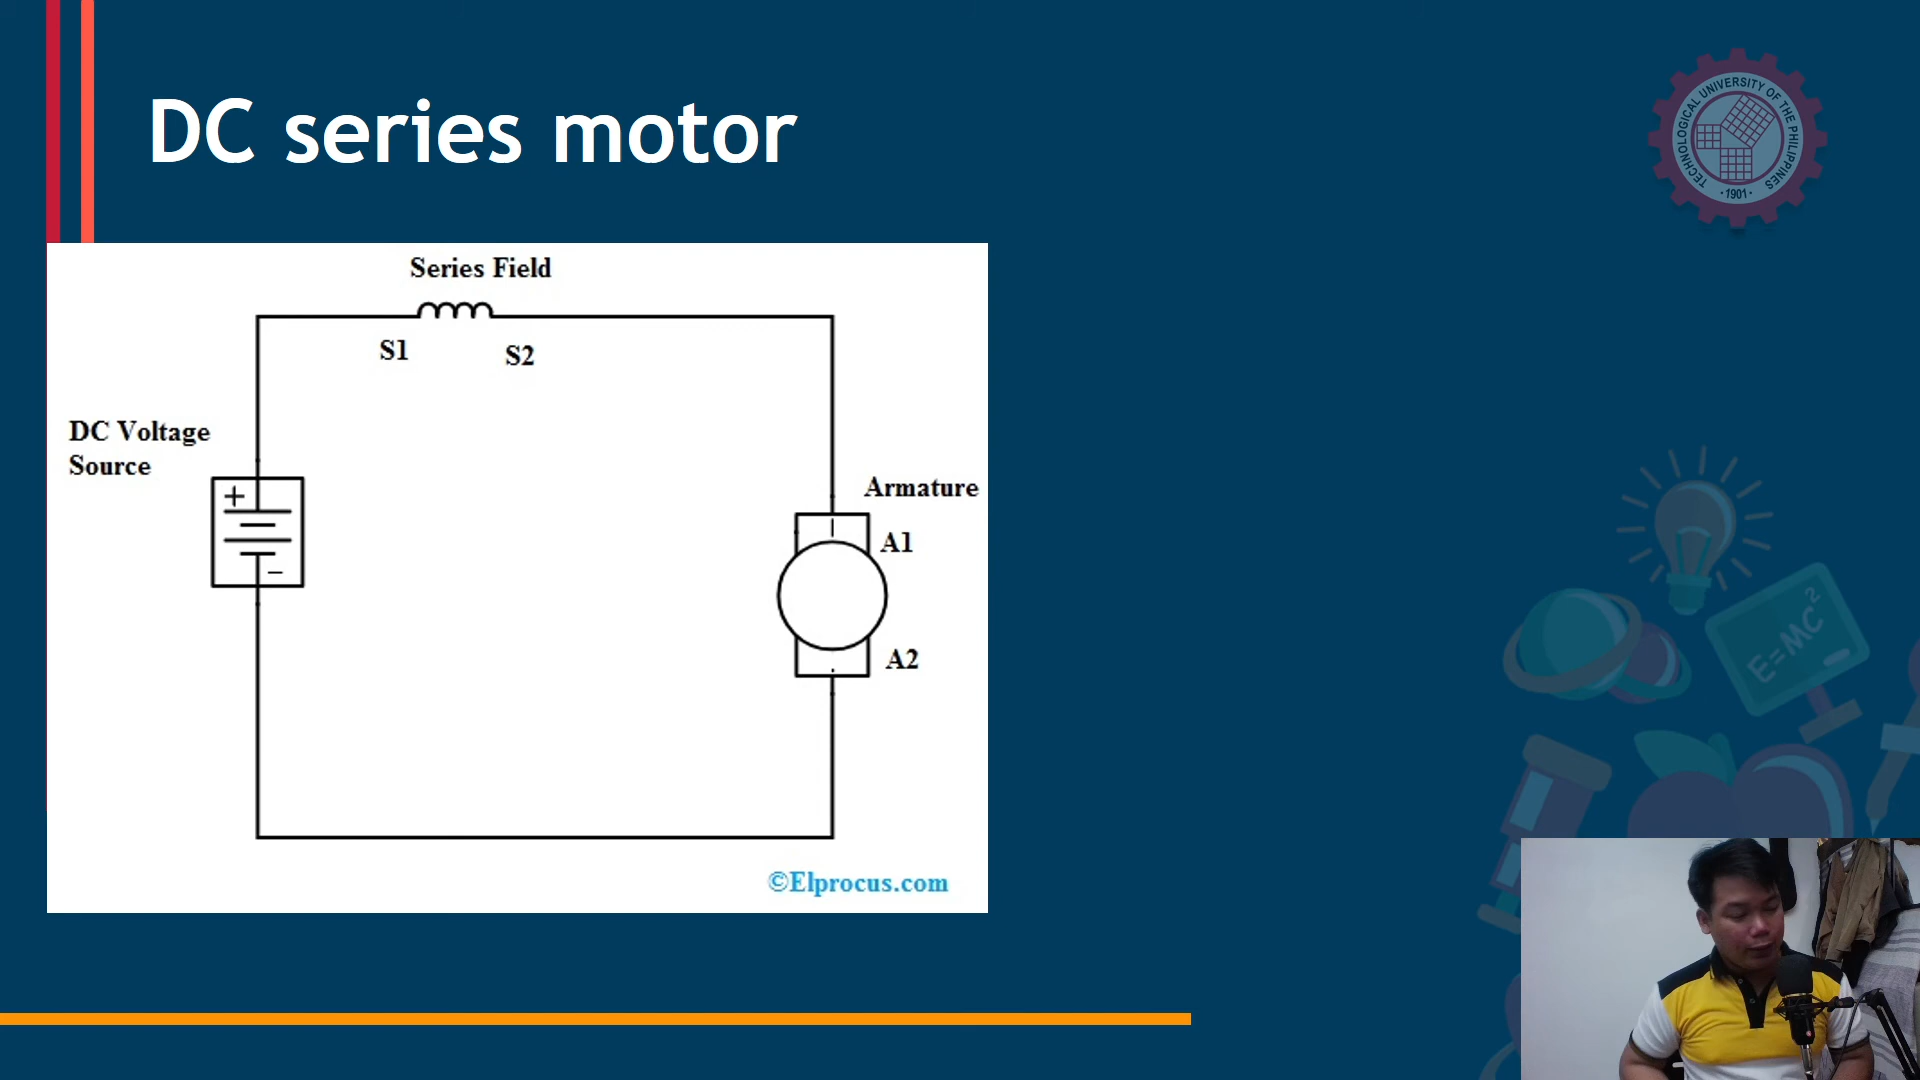 DC series motor
TECHNOLOGICAL UNIVERSITY OF THE PHILIPPINES
· 1901 ·
Series Field
S1
S2
DC Voltage
Source
+
−
Armature
A1
A2
©Elprocus.com
E=MC²